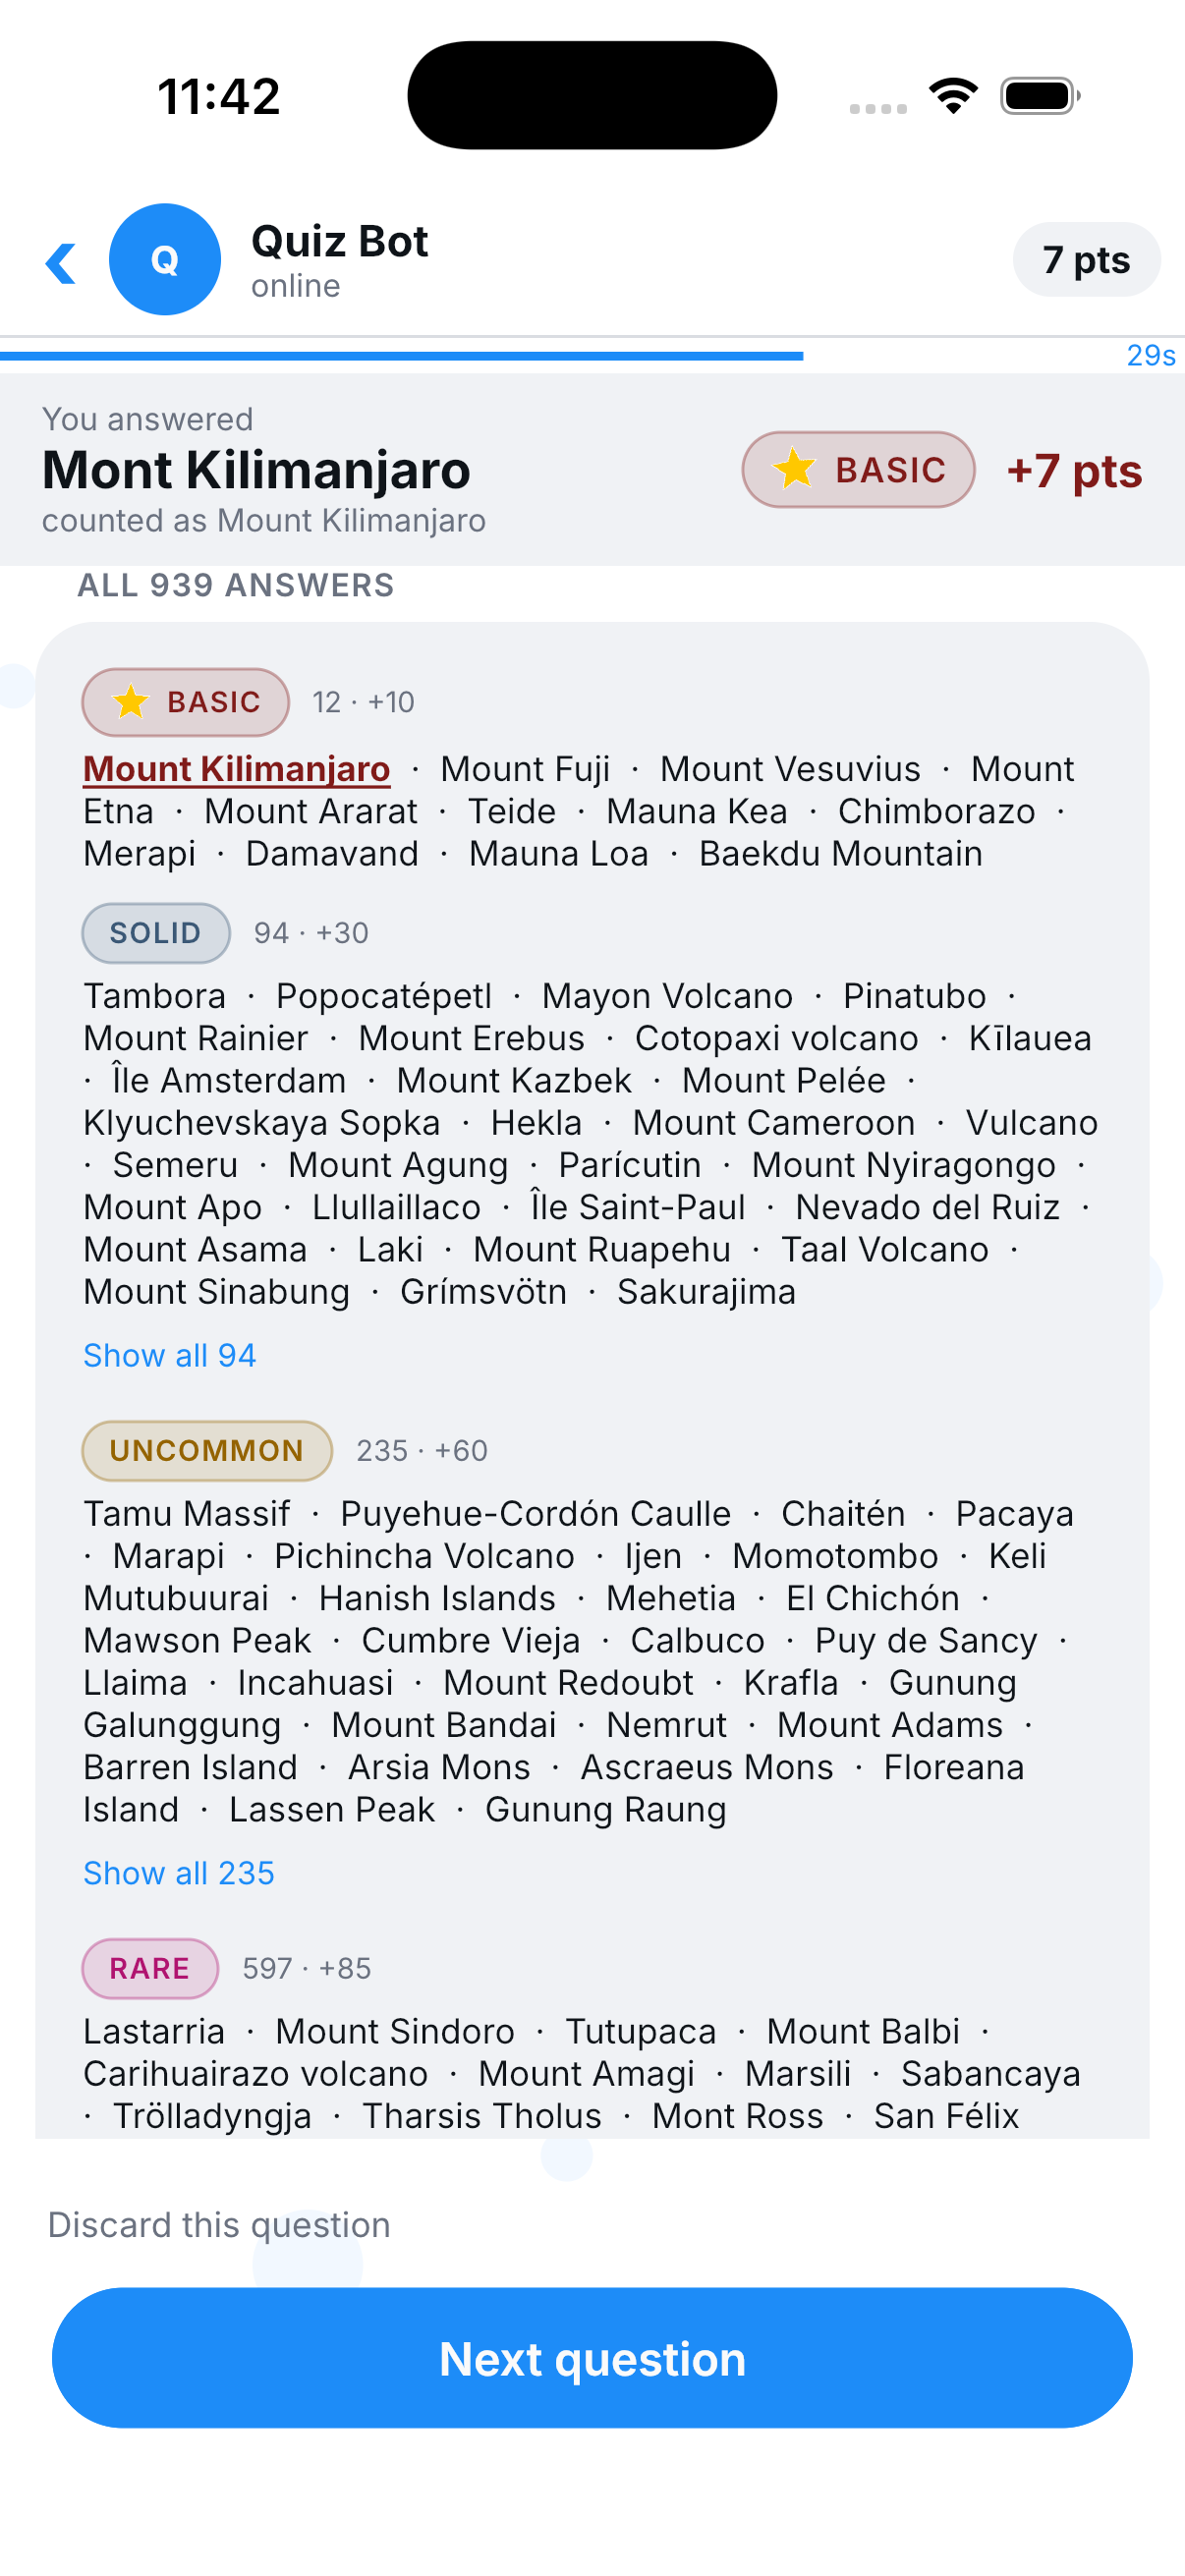 11:42
Q
Quiz Bot
online
7 pts
29s
You answered
Mont Kilimanjaro
counted as Mount Kilimanjaro
BASIC
+7 pts
ALL 939 ANSWERS
BASIC 12 · +10
Mount Kilimanjaro · Mount Fuji · Mount Vesuvius · Mount
Etna · Mount Ararat · Teide · Mauna Kea · Chimborazo ·
Merapi · Damavand · Mauna Loa · Baekdu Mountain
SOLID 94 · +30
Tambora · Popocatépetl · Mayon Volcano · Pinatubo ·
Mount Rainier · Mount Erebus · Cotopaxi volcano · Kīlauea
· Île Amsterdam · Mount Kazbek · Mount Pelée ·
Klyuchevskaya Sopka · Hekla · Mount Cameroon · Vulcano
· Semeru · Mount Agung · Parícutin · Mount Nyiragongo ·
Mount Apo · Llullaillaco · Île Saint-Paul · Nevado del Ruiz ·
Mount Asama · Laki · Mount Ruapehu · Taal Volcano ·
Mount Sinabung · Grímsvötn · Sakurajima
Show all 94
UNCOMMON 235 · +60
Tamu Massif · Puyehue-Cordón Caulle · Chaitén · Pacaya
· Marapi · Pichincha Volcano · Ijen · Momotombo · Keli
Mutubuurai · Hanish Islands · Mehetia · El Chichón ·
Mawson Peak · Cumbre Vieja · Calbuco · Puy de Sancy ·
Llaima · Incahuasi · Mount Redoubt · Krafla · Gunung
Galunggung · Mount Bandai · Nemrut · Mount Adams ·
Barren Island · Arsia Mons · Ascraeus Mons · Floreana
Island · Lassen Peak · Gunung Raung
Show all 235
RARE 597 · +85
Lastarria · Mount Sindoro · Tutupaca · Mount Balbi ·
Carihuairazo volcano · Mount Amagi · Marsili · Sabancaya
· Trölladyngja · Tharsis Tholus · Mont Ross · San Félix
Discard this question
Next question